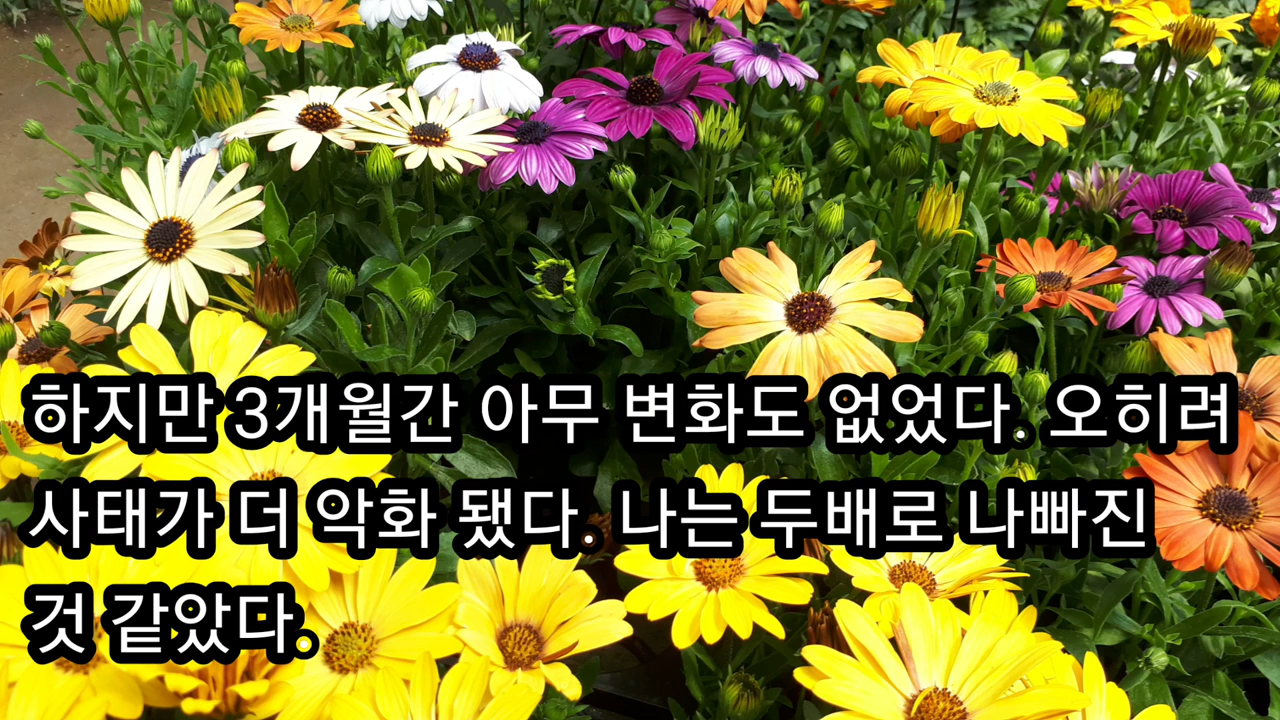 하지만 3개월간 아무 변화도 없었다. 오히려
사태가 더 악화 됐다. 나는 두배로 나빠진
것 같았다.